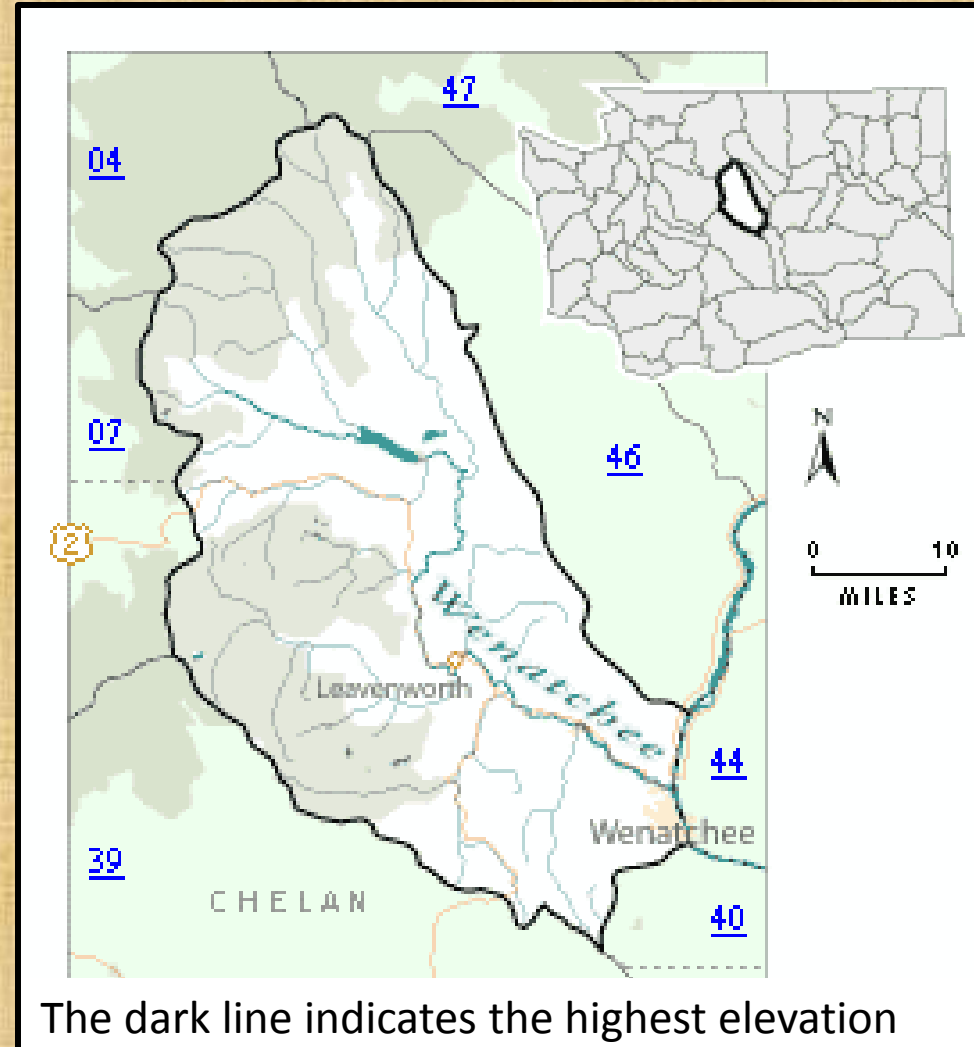 47
04
N
07
46
2
0 10
MILES
Wenatchee
Leavenworth
44
Wenatchee
39
CHELAN
40
The dark line indicates the highest elevation